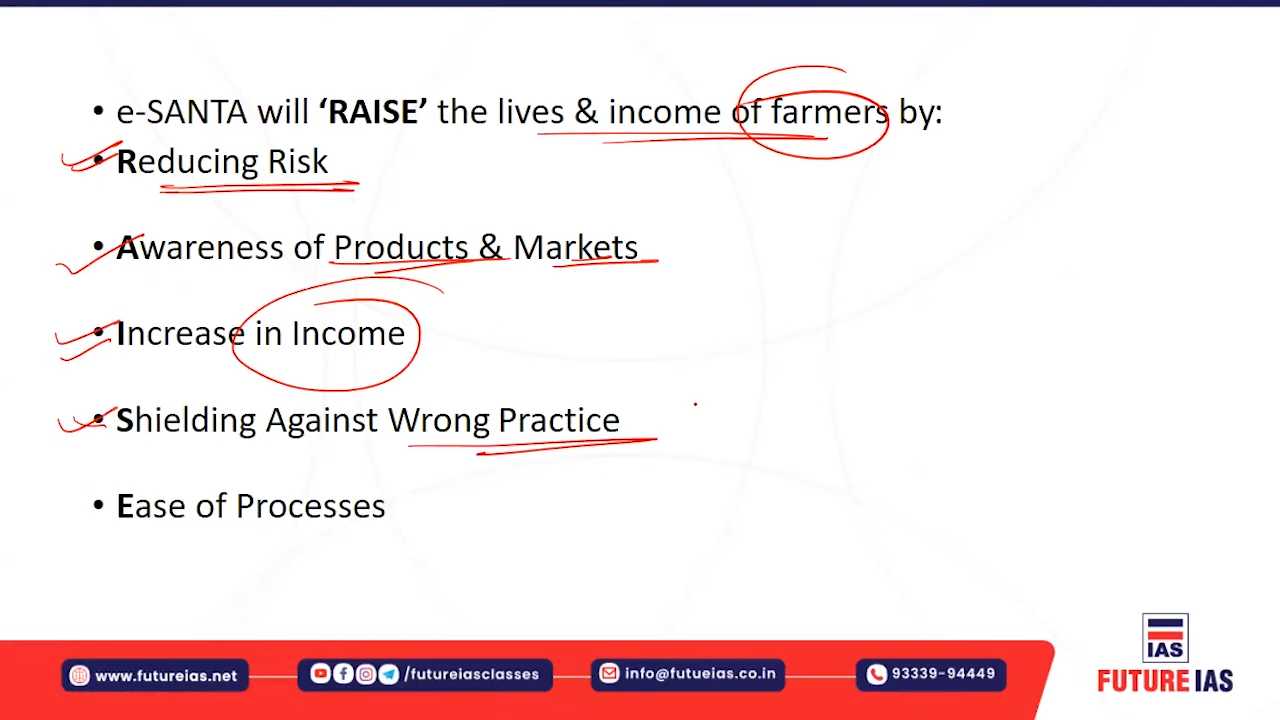 • e-SANTA will ‘RAISE’ the lives & income of farmers by:
• Reducing Risk
• Awareness of Products & Markets
• Increase in Income
• Shielding Against Wrong Practice
• Ease of Processes
IAS
FUTURE IAS
www.futureias.net
/futureiasclasses
info@futueias.co.in
93339-94449